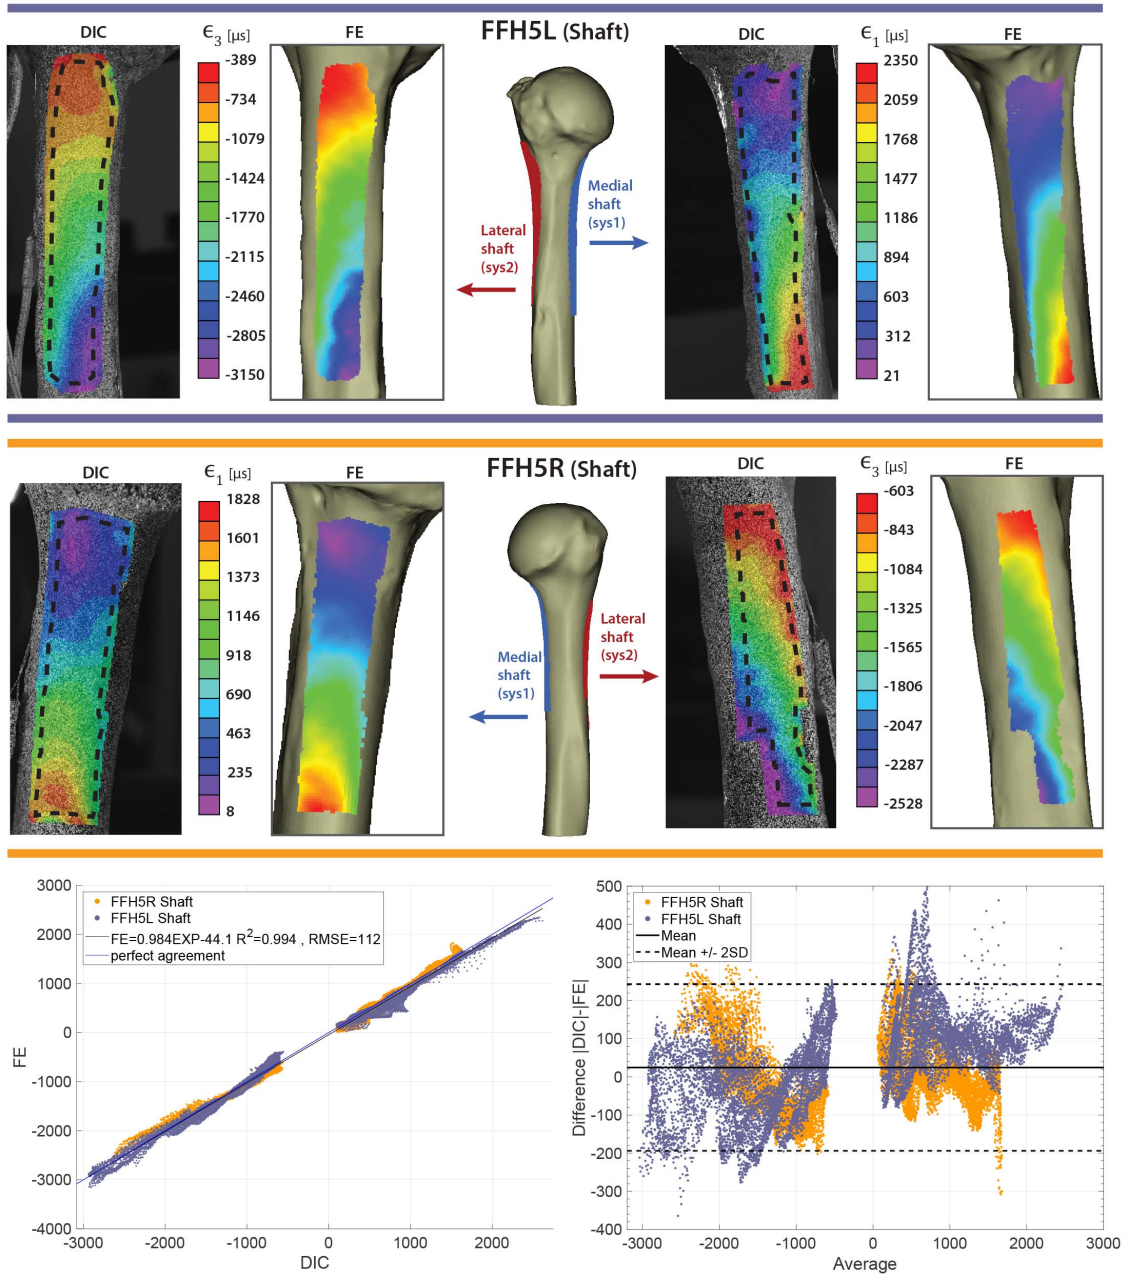 DIC
ϵ3 [µs]
FE
FFH5L (Shaft)
DIC
ϵ1 [µs]
FE
-389
-734
-1079
-1424
-1770
-2115
-2460
-2805
-3150
Lateral
shaft
(sys2)
Medial
shaft
(sys1)
2350
2059
1768
1477
1186
894
603
312
21
DIC
ϵ1 [µs]
FE
FFH5R (Shaft)
DIC
ϵ3 [µs]
FE
1828
1601
1373
1146
918
690
463
235
8
Medial
shaft
(sys1)
Lateral
shaft
(sys2)
-603
-843
-1084
-1325
-1565
-1806
-2047
-2287
-2528
3000
2000
1000
0
-1000
-2000
-3000
-4000
FE
FFH5R Shaft
FFH5L Shaft
FE=0.984EXP-44.1 R2=0.994 , RMSE=112
perfect agreement
-3000 -2000 -1000 0 1000 2000
DIC
500
400
300
200
100
0
-100
-200
-300
-400
Difference |DIC|-|FE|
FFH5R Shaft
FFH5L Shaft
Mean
Mean +/- 2SD
-3000 -2000 -1000 0 1000 2000 3000
Average